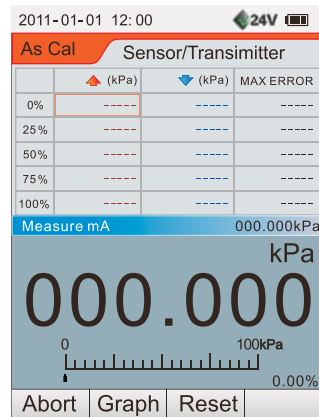 2011-01-01 12:00 24V
As Cal Sensor/Transimitter
(kPa) (kPa) MAX ERROR
0% ----- ----- -----
25% ----- ----- -----
50% ----- ----- -----
75% ----- ----- -----
100% ----- ----- -----
Measure mA 000.000kPa
kPa
000.000
0 100kPa
0.00%
Abort Graph Reset